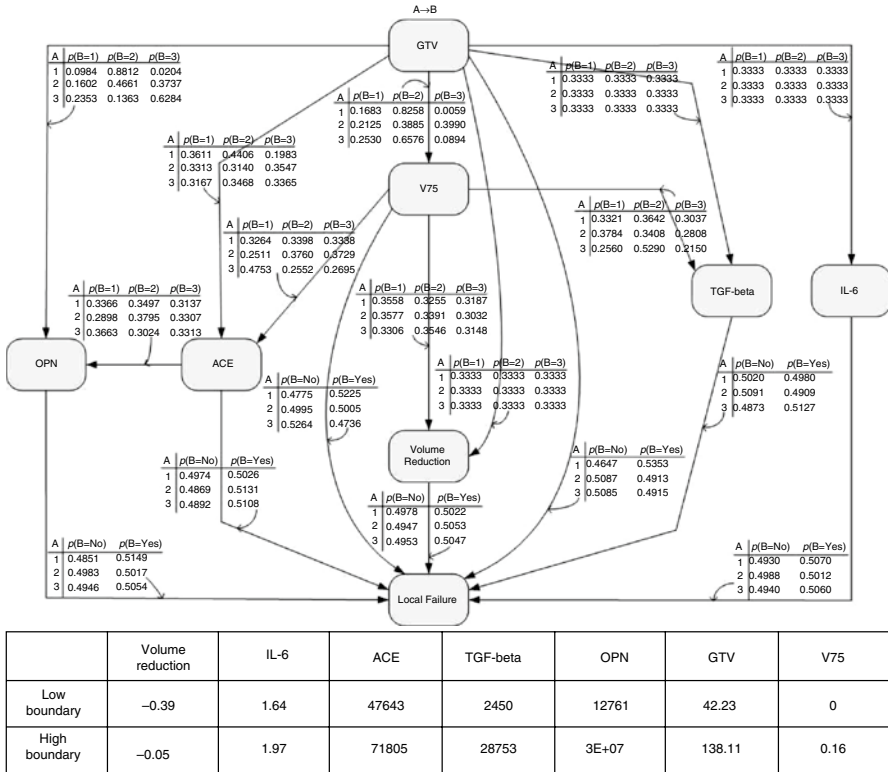 A→B
GTV
A p(B=1) p(B=2) p(B=3)
1 0.0984 0.8812 0.0204
2 0.1602 0.4661 0.3737
3 0.2353 0.1363 0.6284
A p(B=1) p(B=2) p(B=3)
1 0.1683 0.8258 0.0059
2 0.2125 0.3885 0.3990
3 0.2530 0.6576 0.0894
A p(B=1) p(B=2) p(B=3)
1 0.3333 0.3333 0.3333
2 0.3333 0.3333 0.3333
3 0.3333 0.3333 0.3333
A p(B=1) p(B=2) p(B=3)
1 0.3333 0.3333 0.3333
2 0.3333 0.3333 0.3333
3 0.3333 0.3333 0.3333
A p(B=1) p(B=2) p(B=3)
1 0.3611 0.4406 0.1983
2 0.3313 0.3140 0.3547
3 0.3167 0.3468 0.3365
V75
A p(B=1) p(B=2) p(B=3)
1 0.3321 0.3642 0.3037
2 0.3784 0.3408 0.2808
3 0.2560 0.5290 0.2150
A p(B=1) p(B=2) p(B=3)
1 0.3264 0.3398 0.3338
2 0.2511 0.3760 0.3729
3 0.4753 0.2552 0.2695
A p(B=1) p(B=2) p(B=3)
1 0.3366 0.3497 0.3137
2 0.2898 0.3795 0.3307
3 0.3663 0.3024 0.3313
A p(B=1) p(B=2) p(B=3)
1 0.3558 0.3255 0.3187
2 0.3577 0.3391 0.3032
3 0.3306 0.3546 0.3148
TGF-beta
IL-6
OPN
ACE
A p(B=No) p(B=Yes)
1 0.4775 0.5225
2 0.4995 0.5005
3 0.5264 0.4736
A p(B=1) p(B=2) p(B=3)
1 0.3333 0.3333 0.3333
2 0.3333 0.3333 0.3333
3 0.3333 0.3333 0.3333
A p(B=No) p(B=Yes)
1 0.5020 0.4980
2 0.5091 0.4909
3 0.4873 0.5127
Volume
Reduction
A p(B=No) p(B=Yes)
1 0.4974 0.5026
2 0.4869 0.5131
3 0.4892 0.5108
A p(B=No) p(B=Yes)
1 0.4647 0.5353
2 0.5087 0.4913
3 0.5085 0.4915
A p(B=No) p(B=Yes)
1 0.4978 0.5022
2 0.4947 0.5053
3 0.4953 0.5047
A p(B=No) p(B=Yes)
1 0.4851 0.5149
2 0.4983 0.5017
3 0.4946 0.5054
A p(B=No) p(B=Yes)
1 0.4930 0.5070
2 0.4988 0.5012
3 0.4940 0.5060
Local Failure
Volume reduction IL-6 ACE TGF-beta OPN GTV V75
Low boundary –0.39 1.64 47643 2450 12761 42.23 0
High boundary –0.05 1.97 71805 28753 3E+07 138.11 0.16